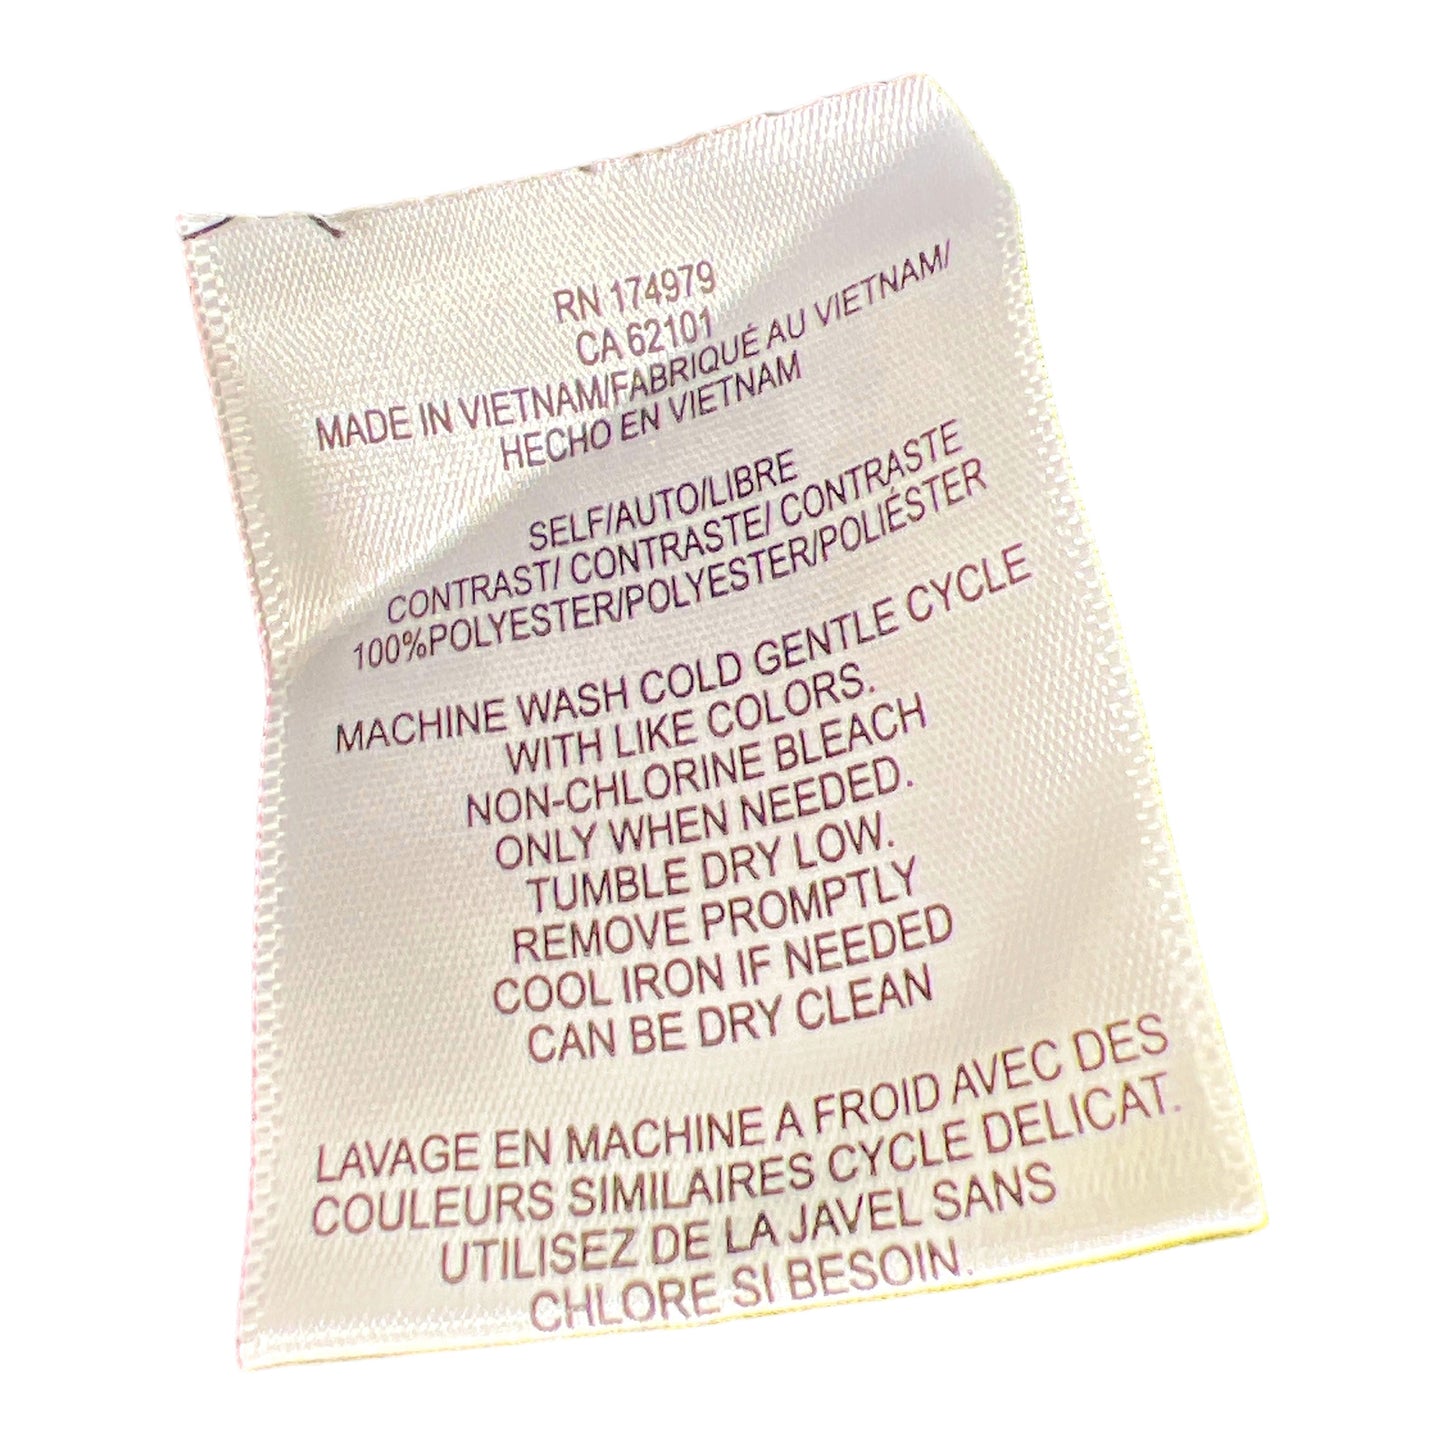 RN 174979
CA 62101
MADE IN VIETNAM/FABRIQUÉ AU VIETNAM/
HECHO EN VIETNAM
SELF/AUTO/LIBRE
CONTRAST/ CONTRASTE/ CONTRASTE
100%POLYESTER/POLYESTER/POLIÉSTER
MACHINE WASH COLD GENTLE CYCLE
WITH LIKE COLORS.
NON-CHLORINE BLEACH
ONLY WHEN NEEDED.
TUMBLE DRY LOW.
REMOVE PROMPTLY
COOL IRON IF NEEDED
CAN BE DRY CLEAN
LAVAGE EN MACHINE A FROID AVEC DES
COULEURS SIMILAIRES CYCLE DELICAT.
UTILISEZ DE LA JAVEL SANS
CHLORE SI BESOIN.